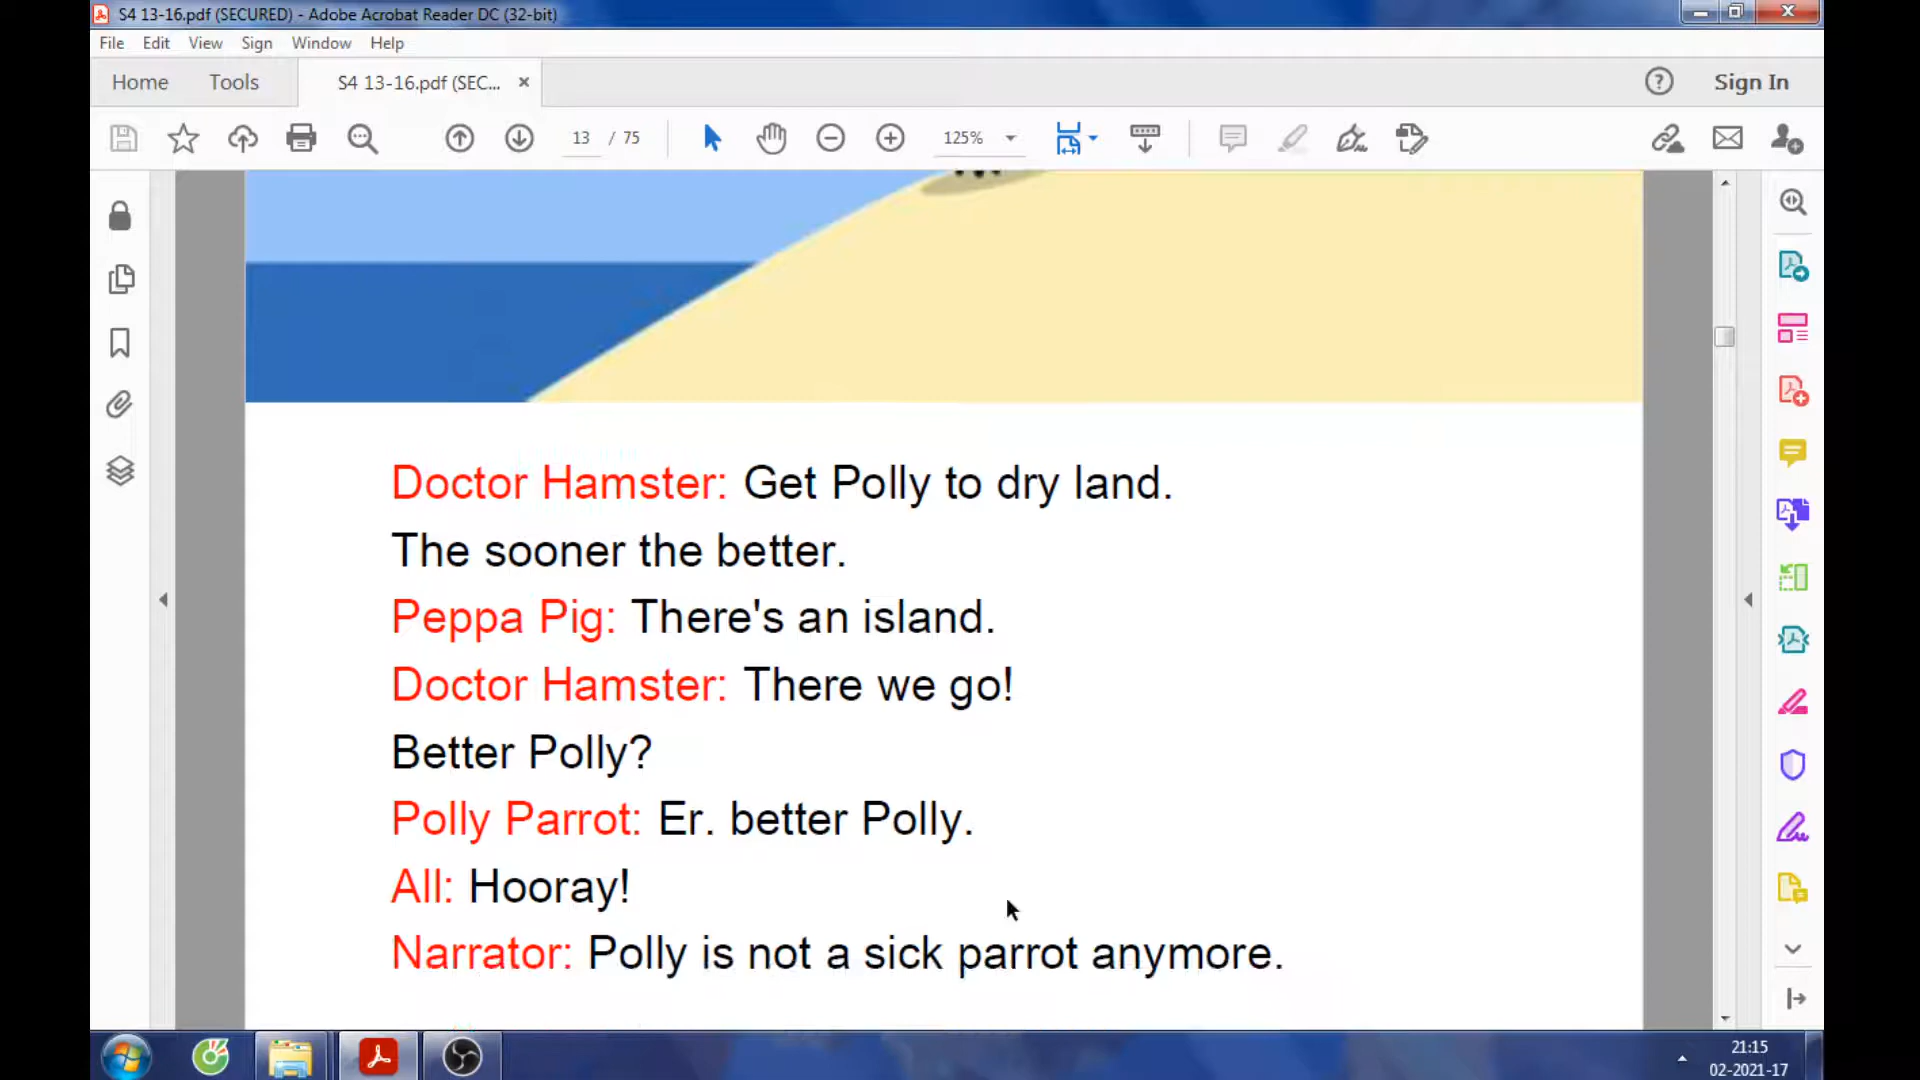 S4 13-16.pdf (SECURED) - Adobe Acrobat Reader DC (32-bit)
File Edit View Sign Window Help
Home Tools S4 13-16.pdf (SEC... × Sign In
13 / 75 125%
Doctor Hamster: Get Polly to dry land.
The sooner the better.
Peppa Pig: There's an island.
Doctor Hamster: There we go!
Better Polly?
Polly Parrot: Er. better Polly.
All: Hooray!
Narrator: Polly is not a sick parrot anymore.
21:15
02-2021-17